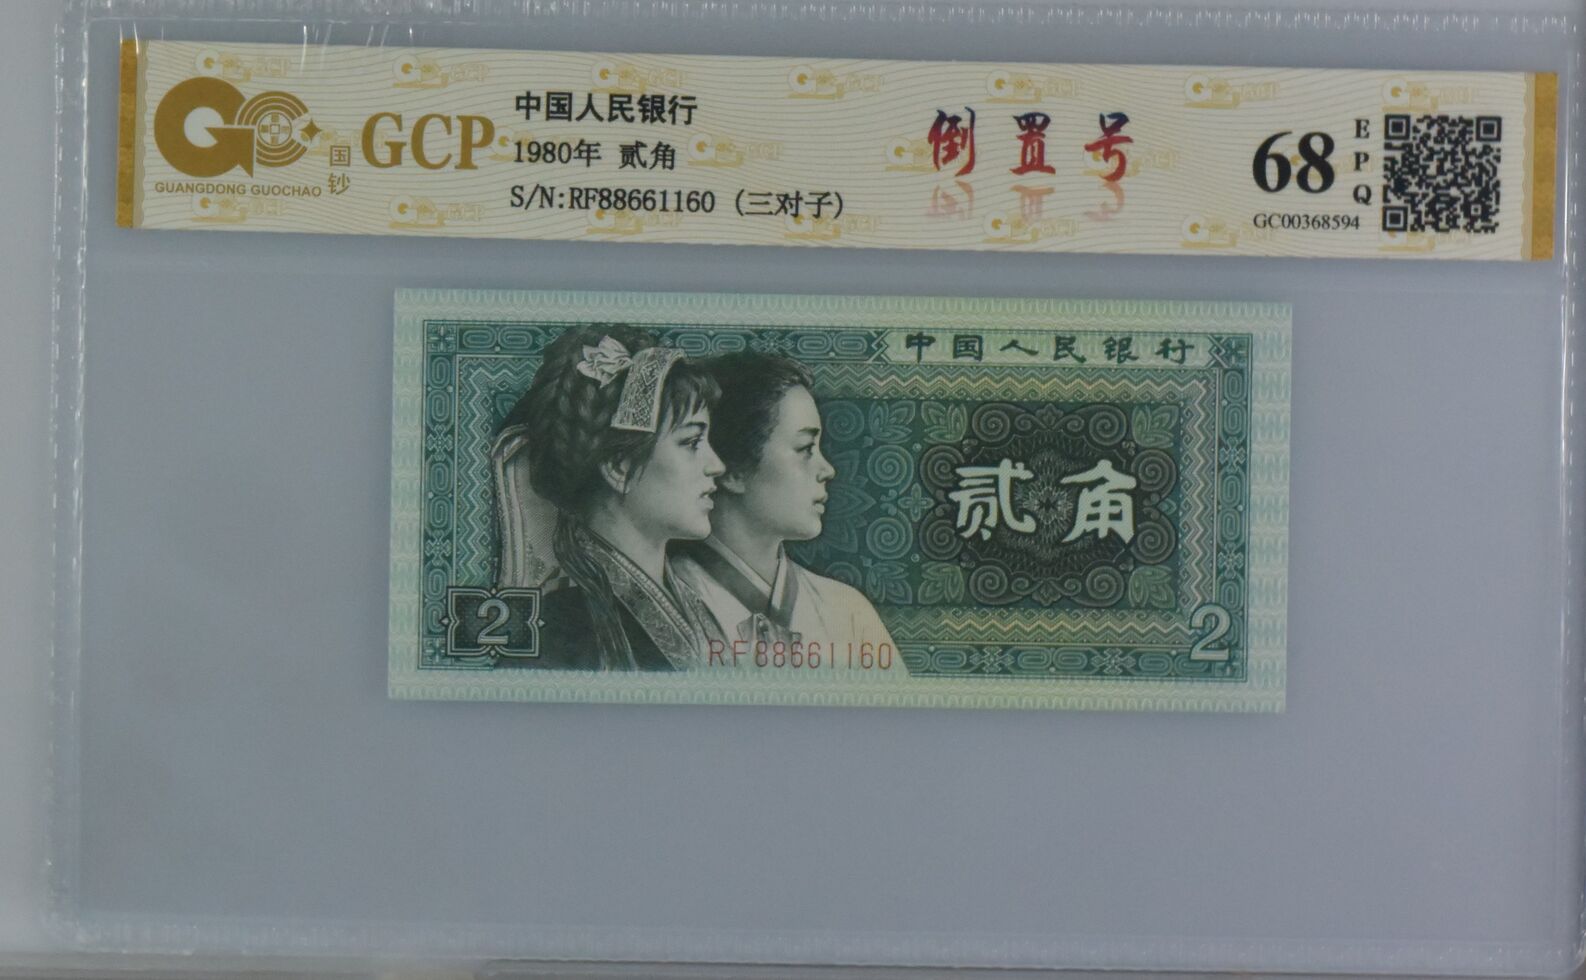 GUANGDONG GUOCHAO
国钞
GCP
中国人民银行
1980年 贰角
S/N:RF88661160 (三对子)
倒置号
68
EPQ
GC00368594
中国人民银行
贰角
2
2
RF88661160